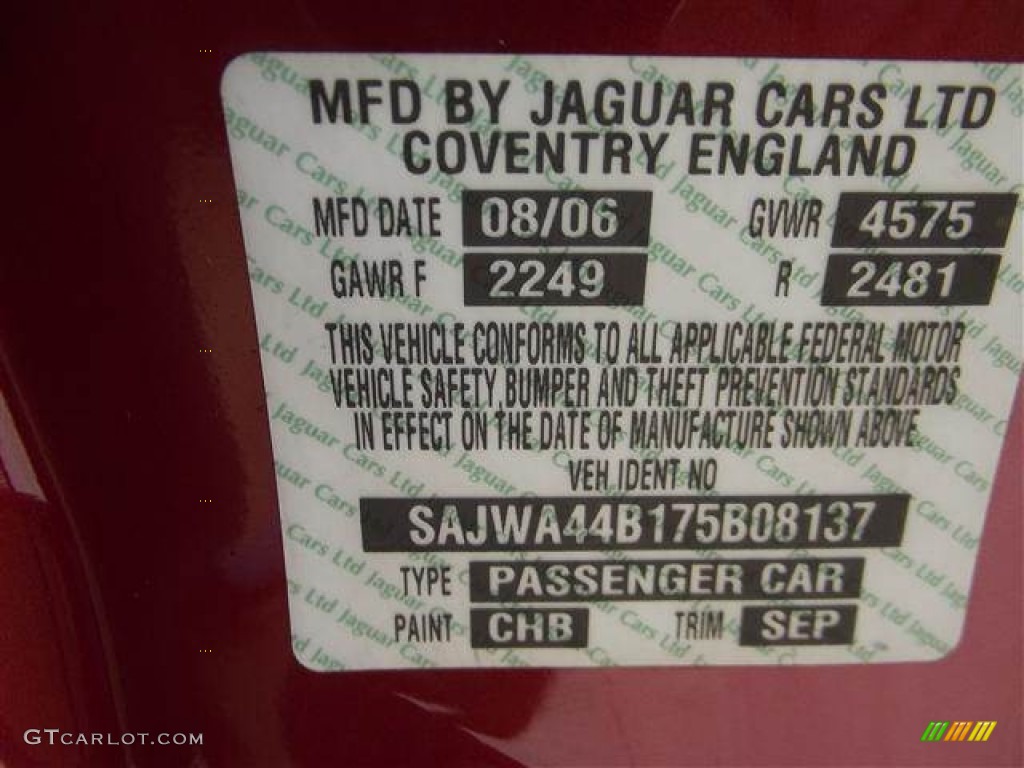 MFD BY JAGUAR CARS LTD
COVENTRY ENGLAND
MFD DATE 08/06 GVWR 4575
GAWR F 2249 R 2481
THIS VEHICLE CONFORMS TO ALL APPLICABLE FEDERAL MOTOR
VEHICLE SAFETY, BUMPER AND THEFT PREVENTION STANDARDS
IN EFFECT ON THE DATE OF MANUFACTURE SHOWN ABOVE
VEH IDENT NO
SAJWA44B175B08137
TYPE PASSENGER CAR
PAINT CHB TRIM SEP
GTCARLOT.COM